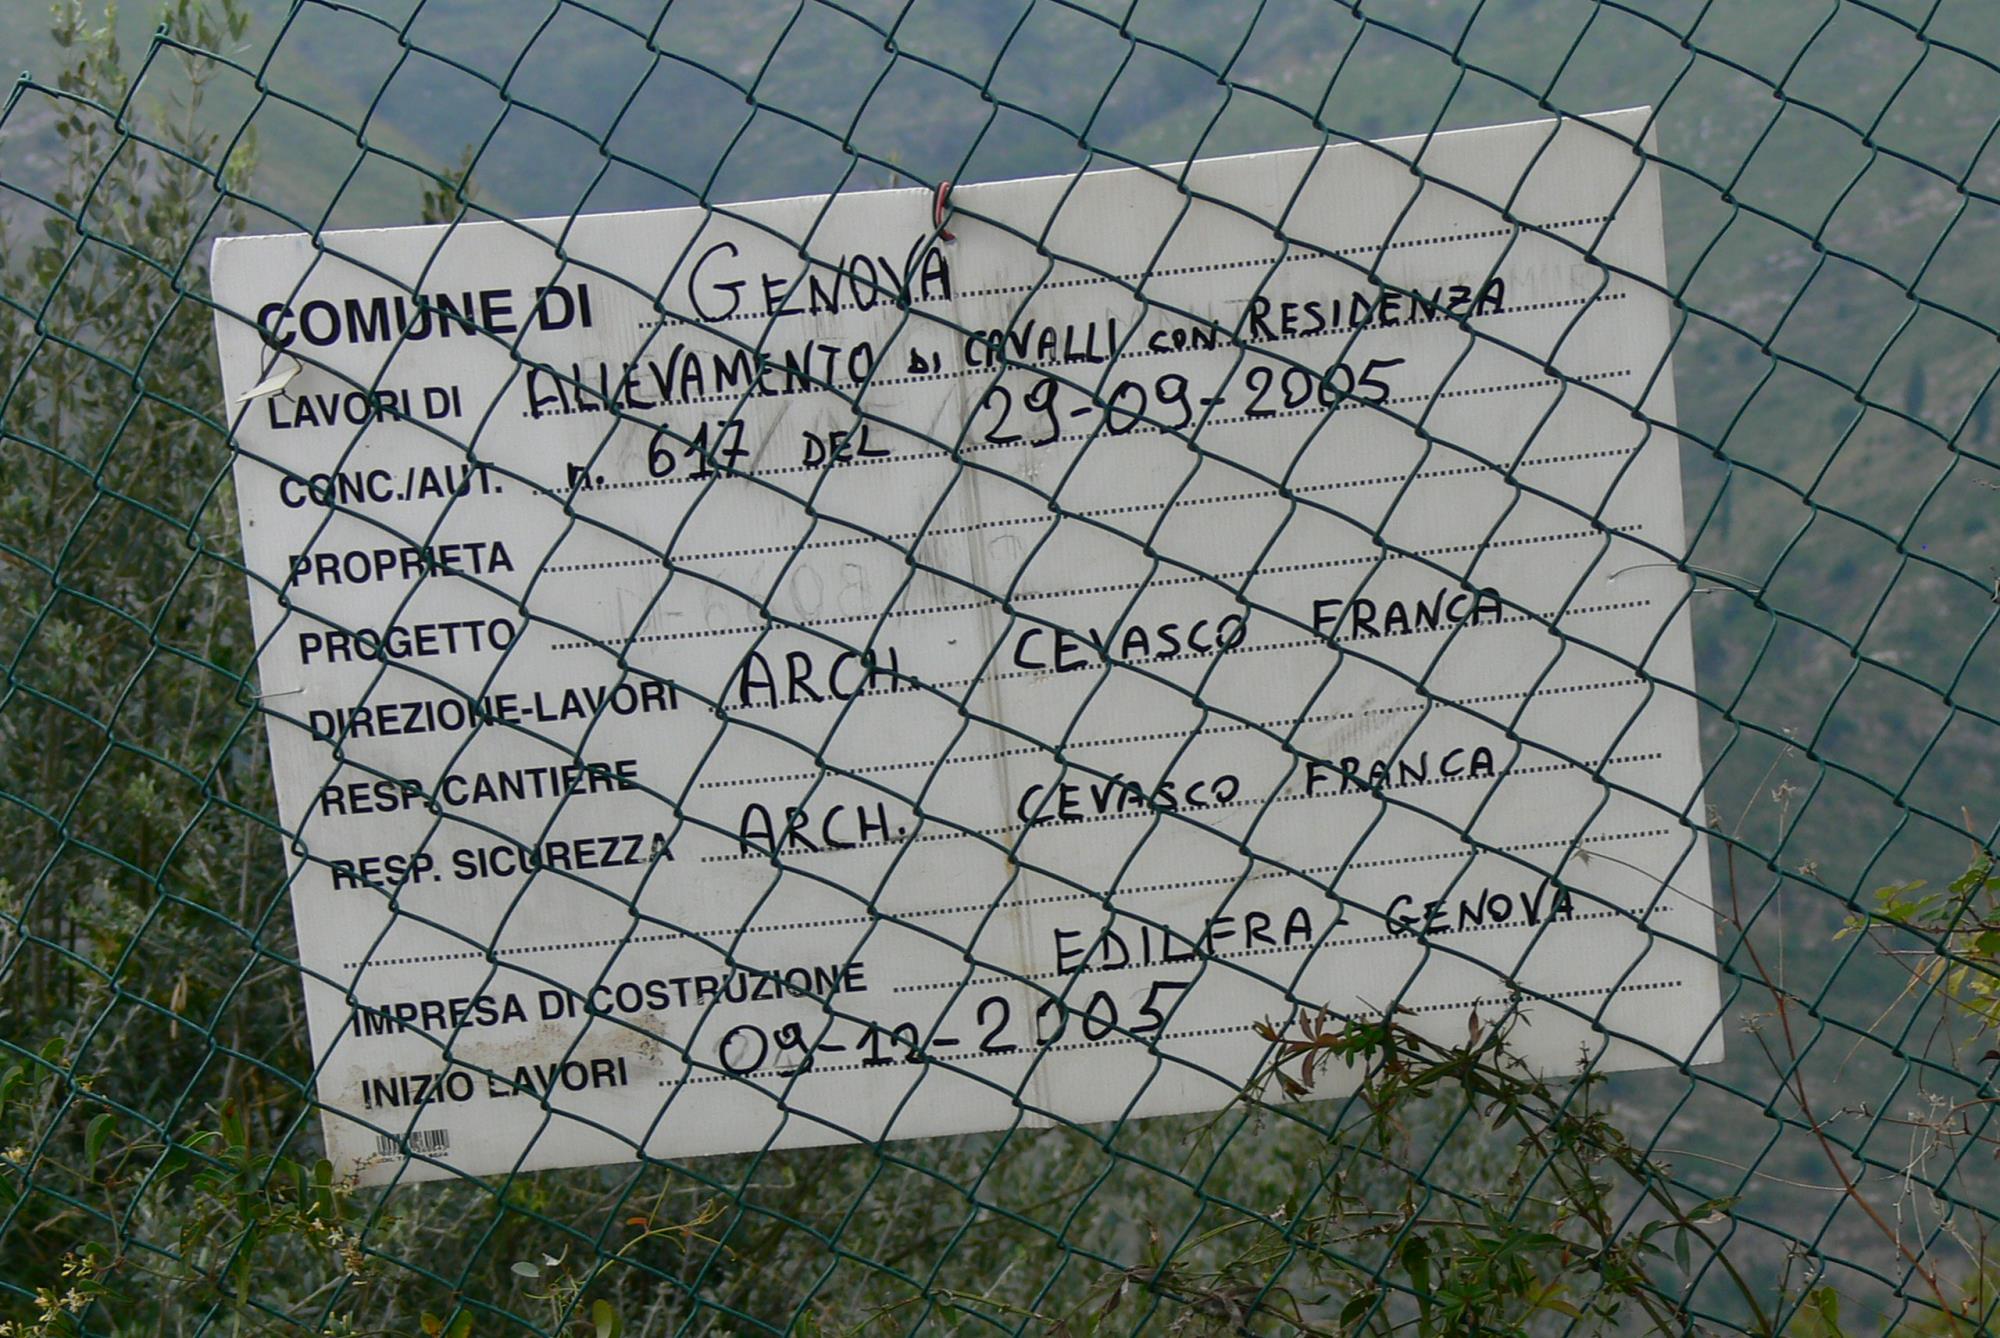 COMUNE DI GENOVA
LAVORI DI ALLEVAMENTO DI CAVALLI CON RESIDENZA
CONC./AUT. n. 617 DEL 29-09-2005
PROPRIETA
PROGETTO
DIREZIONE-LAVORI ARCH. CEVASCO FRANCA
RESP. CANTIERE
RESP. SICUREZZA ARCH. CEVASCO FRANCA
IMPRESA DI COSTRUZIONE EDILFRA - GENOVA
INIZIO LAVORI 09-12-2005